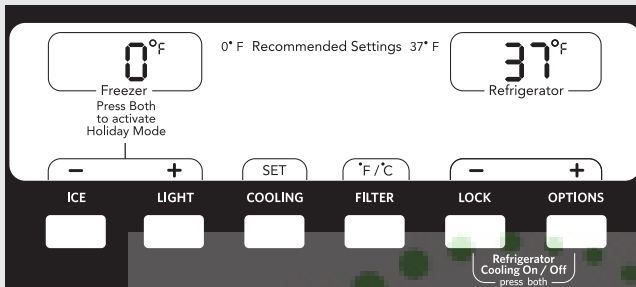 0°F
0° F Recommended Settings 37° F
37°F
Freezer
Refrigerator
Press Both
to activate
Holiday Mode
− + SET °F /°C − +
ICE LIGHT COOLING FILTER LOCK OPTIONS
Refrigerator
Cooling On / Off
press both